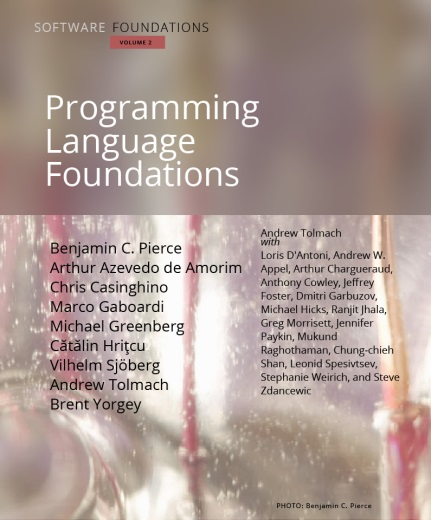 SOFTWARE FOUNDATIONS
VOLUME 2
Programming
Language
Foundations
Benjamin C. Pierce
Arthur Azevedo de Amorim
Chris Casinghino
Marco Gaboardi
Michael Greenberg
Cătălin Hriţcu
Vilhelm Sjöberg
Andrew Tolmach
Brent Yorgey
Andrew Tolmach
with
Loris D'Antoni, Andrew W.
Appel, Arthur Chargueraud,
Anthony Cowley, Jeffrey
Foster, Dmitri Garbuzov,
Michael Hicks, Ranjit Jhala,
Greg Morrisett, Jennifer
Paykin, Mukund
Raghothaman, Chung-chieh
Shan, Leonid Spesivtsev,
Stephanie Weirich, and Steve
Zdancewic
PHOTO: Benjamin C. Pierce